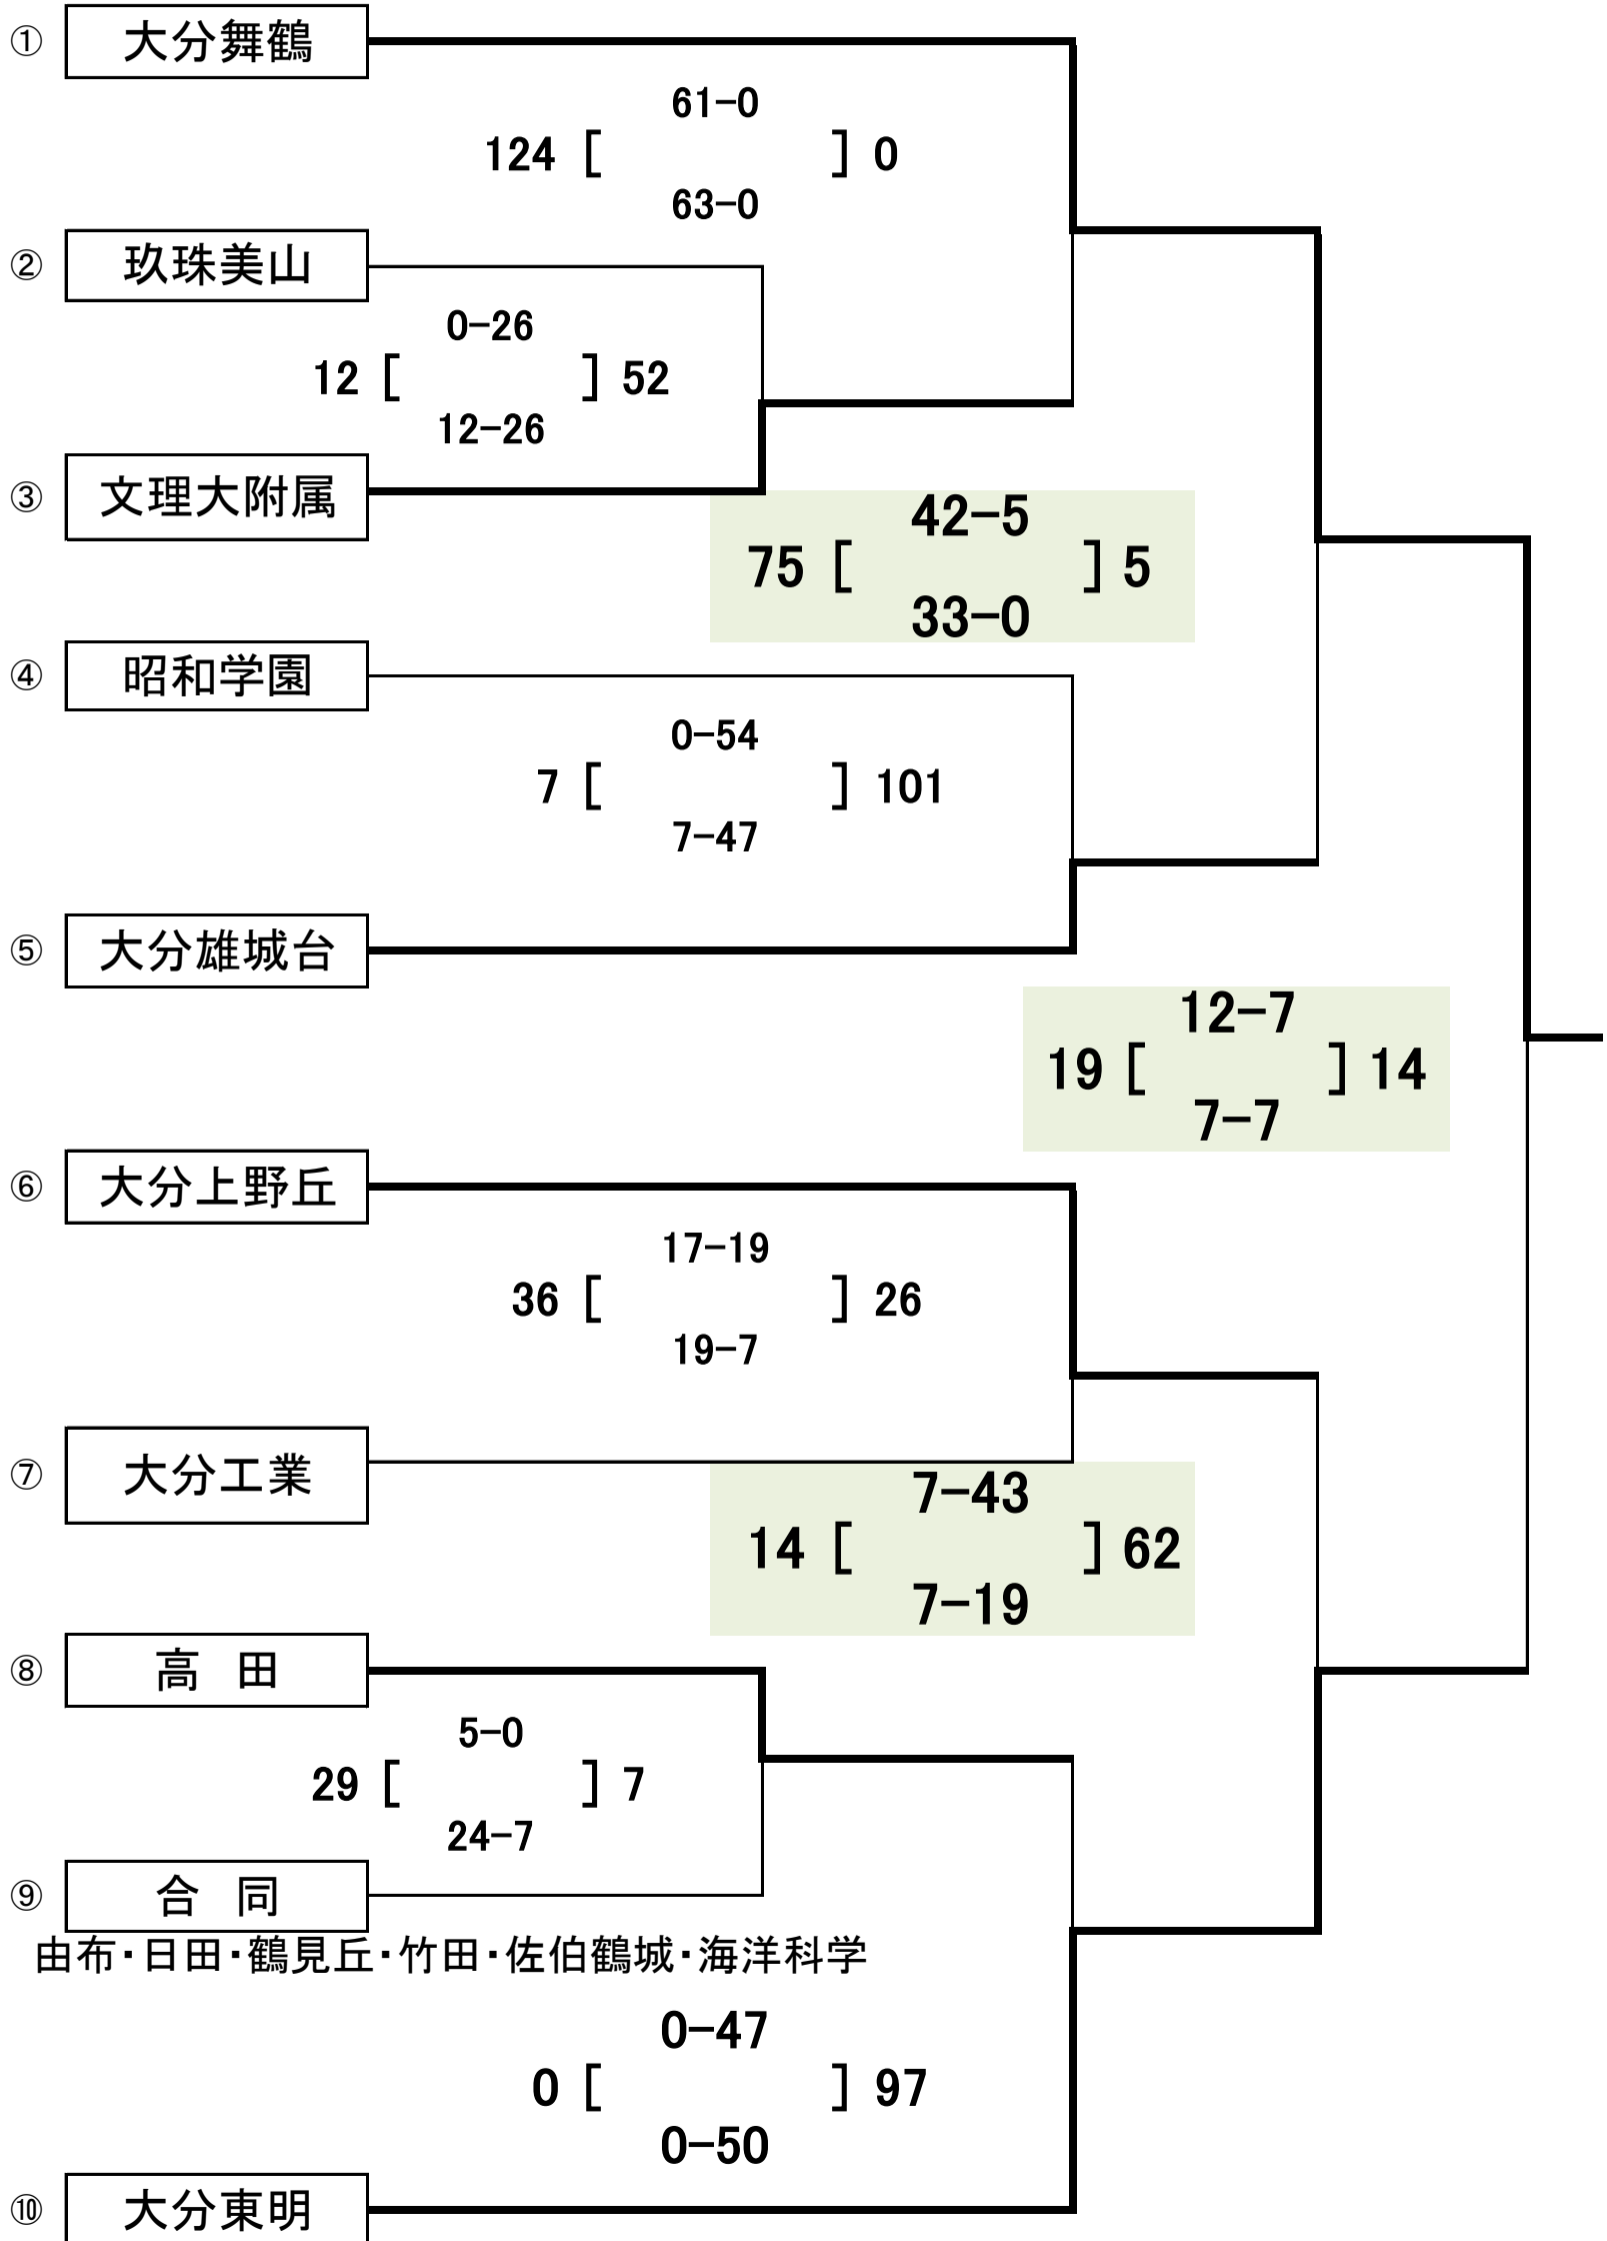 ① 大分舞鶴
61−0
124 [ ] 0
63−0
② 玖珠美山
0−26
12 [ ] 52
12−26
③ 文理大附属
42−5
75 [ ] 5
33−0
④ 昭和学園
0−54
7 [ ] 101
7−47
⑤ 大分雄城台
12−7
19 [ ] 14
7−7
⑥ 大分上野丘
17−19
36 [ ] 26
19−7
⑦ 大分工業
7−43
14 [ ] 62
7−19
⑧ 高　田
5−0
29 [ ] 7
24−7
⑨ 合　同
由布・日田・鶴見丘・竹田・佐伯鶴城・海洋科学
0−47
0 [ ] 97
0−50
⑩ 大分東明